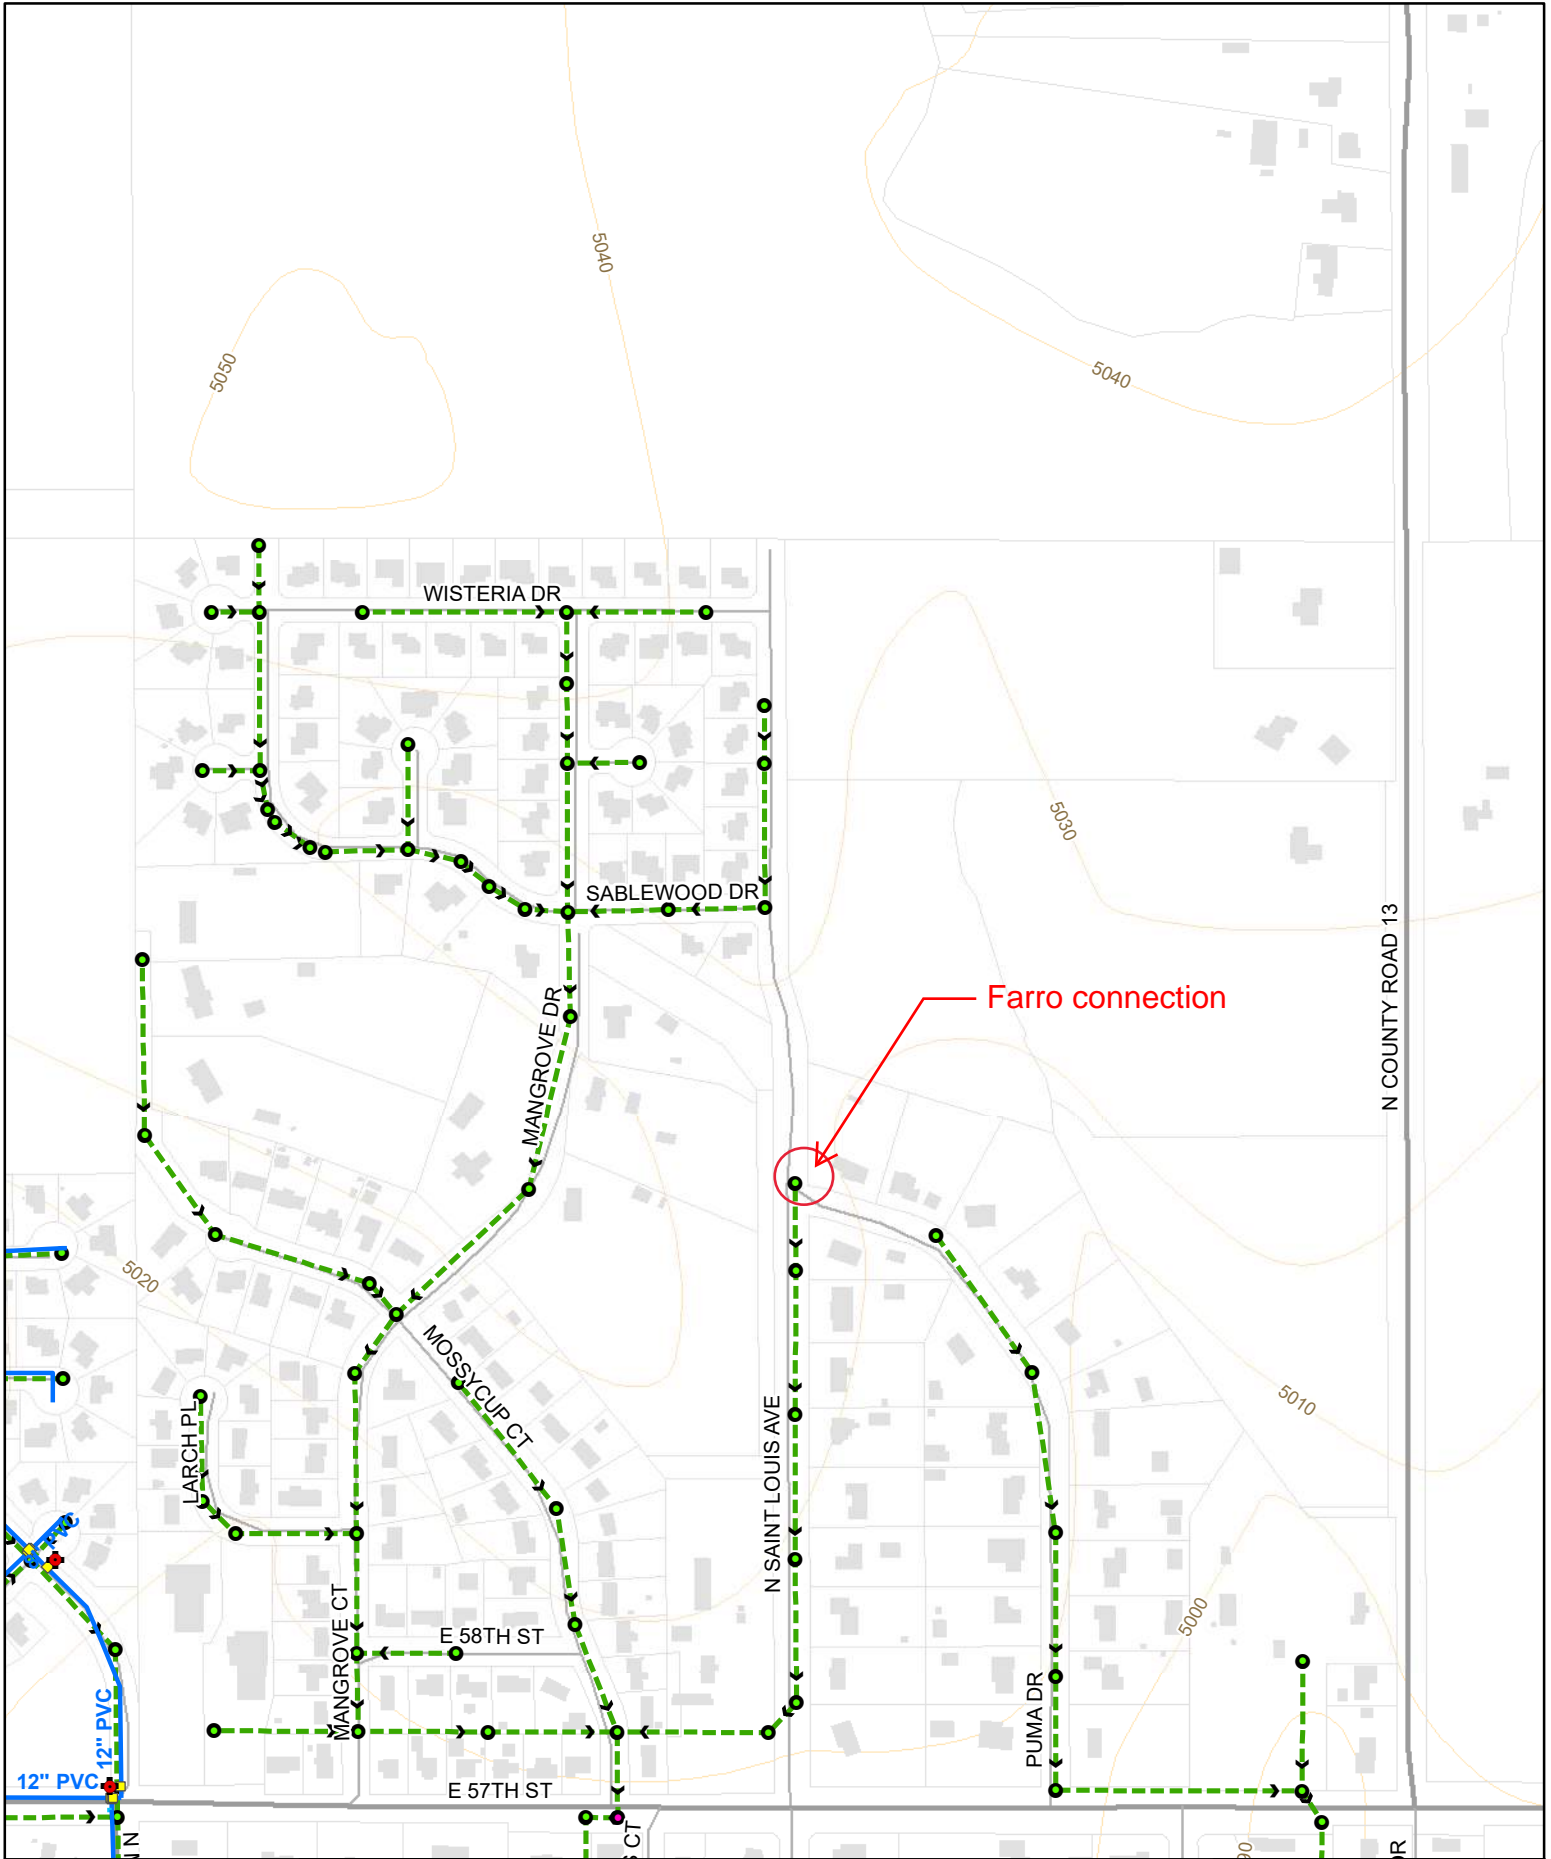 5040
5050
5040
WISTERIA DR
5030
SABLEWOOD DR
N COUNTY ROAD 13
Farro connection
MANGROVE DR
5020
MOSSYCUP CT
5010
LARCH PL
N SAINT LOUIS AVE
MANGROVE CT
E 58TH ST
5000
12" PVC
PUMA DR
12" PVC
E 57TH ST
N N
S CT
90
DR